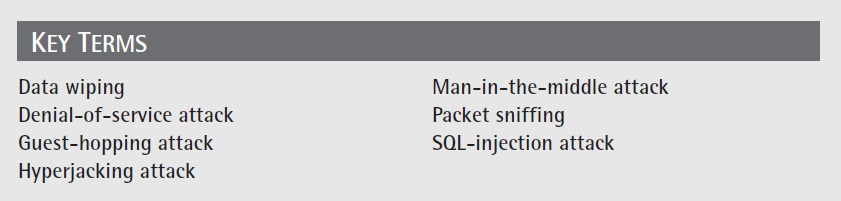 KEY TERMS
Data wiping
Denial-of-service attack
Guest-hopping attack
Hyperjacking attack
Man-in-the-middle attack
Packet sniffing
SQL-injection attack